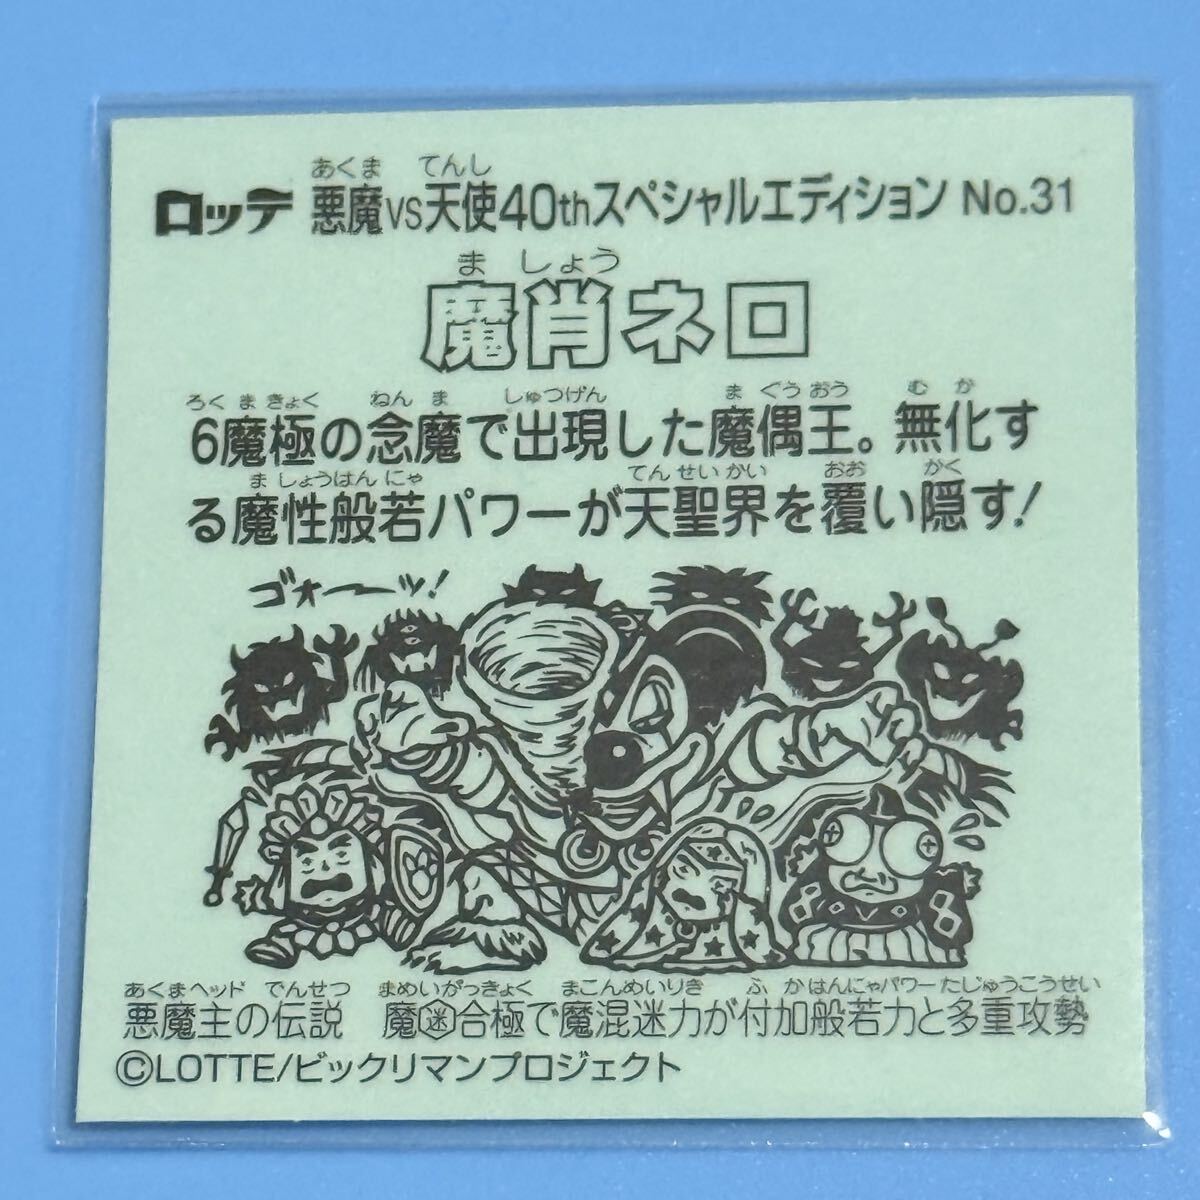 あくま てんし
ロッテ 悪魔VS天使40thスペシャルエディション No.31
ま しょう
魔肖ネロ
ろく ま きょく ねん ま しゅつげん ま ぐう おう む か
6魔極の念魔で出現した魔偶王。無化す
ま しょう はん にゃ てん せい かい おお かく
る魔性般若パワーが天聖界を覆い隠す!
ゴォーーッ!
TOO
あくまヘッド でんせつ まめいがっきょく まこんめいりき ふ か はんにゃパワー たじゅうこうせい
悪魔主の伝説 魔迷合極で魔混迷力が付加般若力と多重攻勢
©LOTTE/ビックリマンプロジェクト